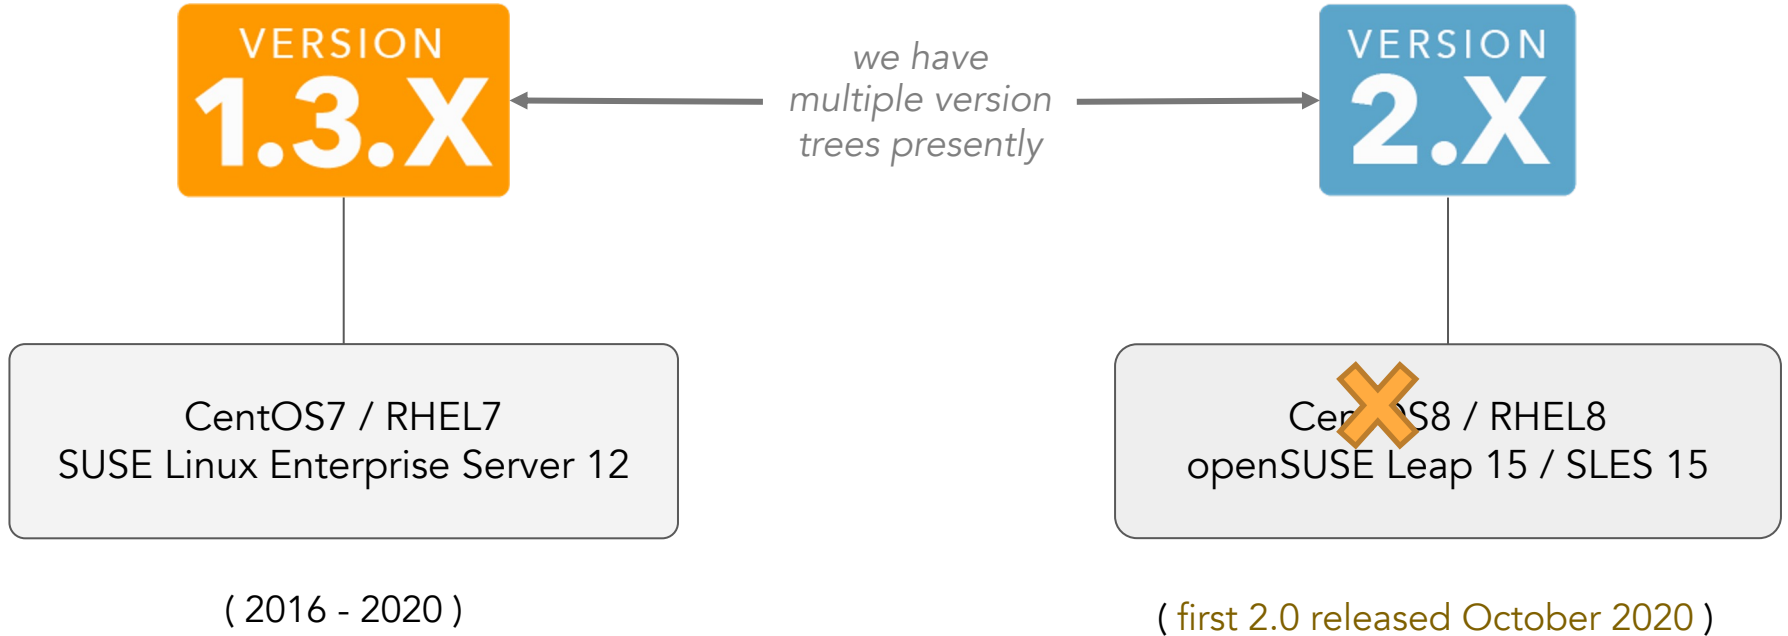 VERSION
1.3.X
we have
multiple version
trees presently
VERSION
2.X
CentOS7 / RHEL7
SUSE Linux Enterprise Server 12
( 2016 - 2020 )
CentOS8 / RHEL8
openSUSE Leap 15 / SLES 15
( first 2.0 released October 2020 )